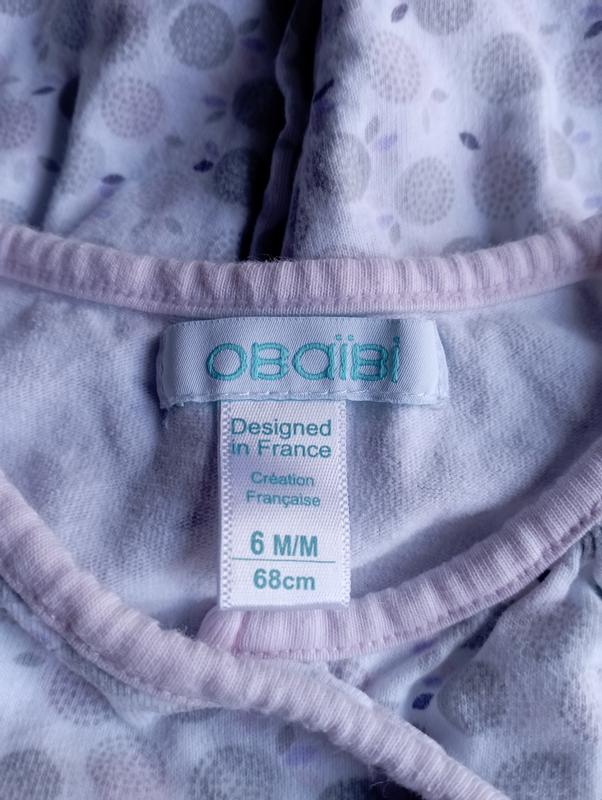 OBaïBi
Designed
in France
Création
Française
6 M/M
68cm